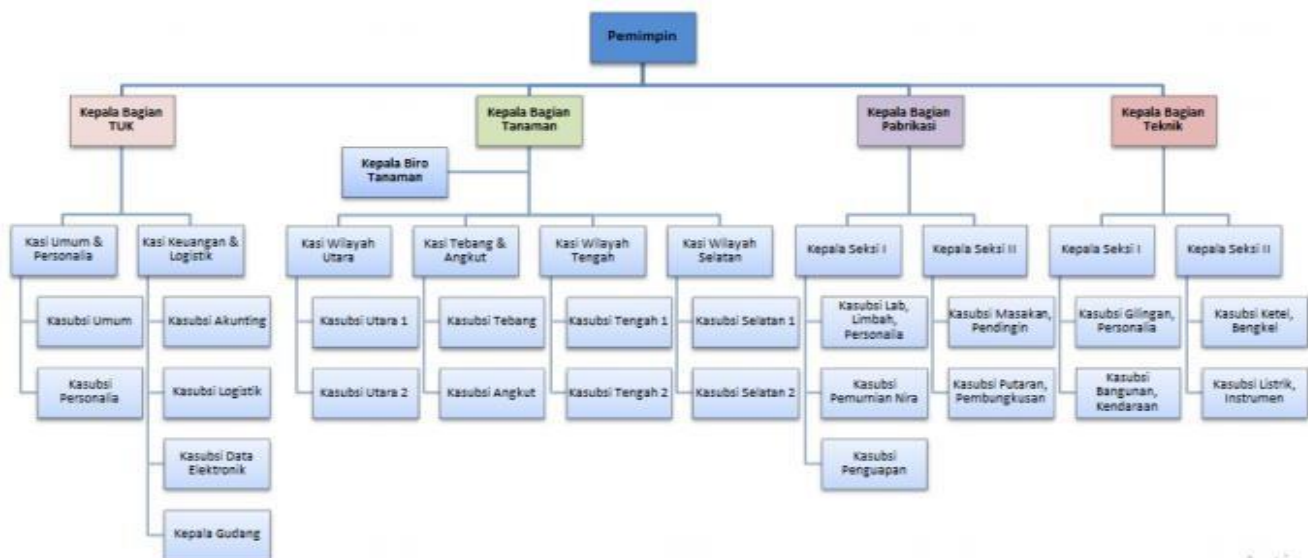 Pemimpin
Kepala Bagian
TUK
Kepala Bagian
Tanaman
Kepala Bagian
Pabrikasi
Kepala Bagian
Teknik
Kepala Biro
Tanaman
Kasi Umum &
Personalia
Kasi Keuangan &
Logistik
Kasi Wilayah
Utara
Kasi Tebang &
Angkut
Kasi Wilayah
Tengah
Kasi Wilayah
Selatan
Kepala Seksi I
Kepala Seksi II
Kepala Seksi I
Kepala Seksi II
Kasubsi Umum
Kasubsi Akunting
Kasubsi Utara 1
Kasubsi Tebang
Kasubsi Tengah 1
Kasubsi Selatan 1
Kasubsi Lab,
Limbah,
Personalia
Kasubsi Masakan,
Pendingin
Kasubsi Gilingan,
Personalia
Kasubsi Ketel,
Bengkel
Kasubsi
Personalia
Kasubsi Logistik
Kasubsi Utara 2
Kasubsi Angkut
Kasubsi Tengah 2
Kasubsi Selatan 2
Kasubsi
Pemurnian Nira
Kasubsi Putaran,
Pembungkusan
Kasubsi
Bangunan,
Kendaraan
Kasubsi Listrik,
Instrumen
Kasubsi Data
Elektronik
Kasubsi
Penguapan
Kepala Gudang